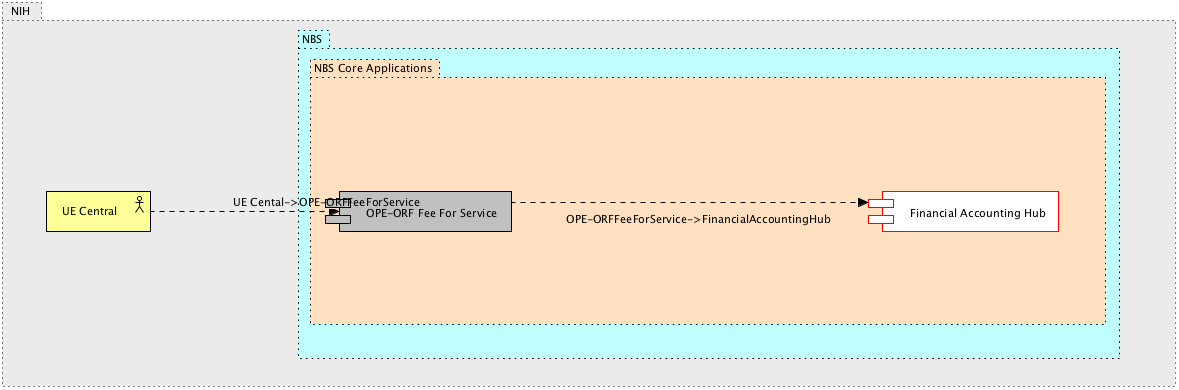 NIH
NBS
NBS Core Applications
UE Central
UE Cental->OPE-ORFFeeForService
OPE-ORF Fee For Service
OPE-ORFFeeForService->FinancialAccountingHub
Financial Accounting Hub